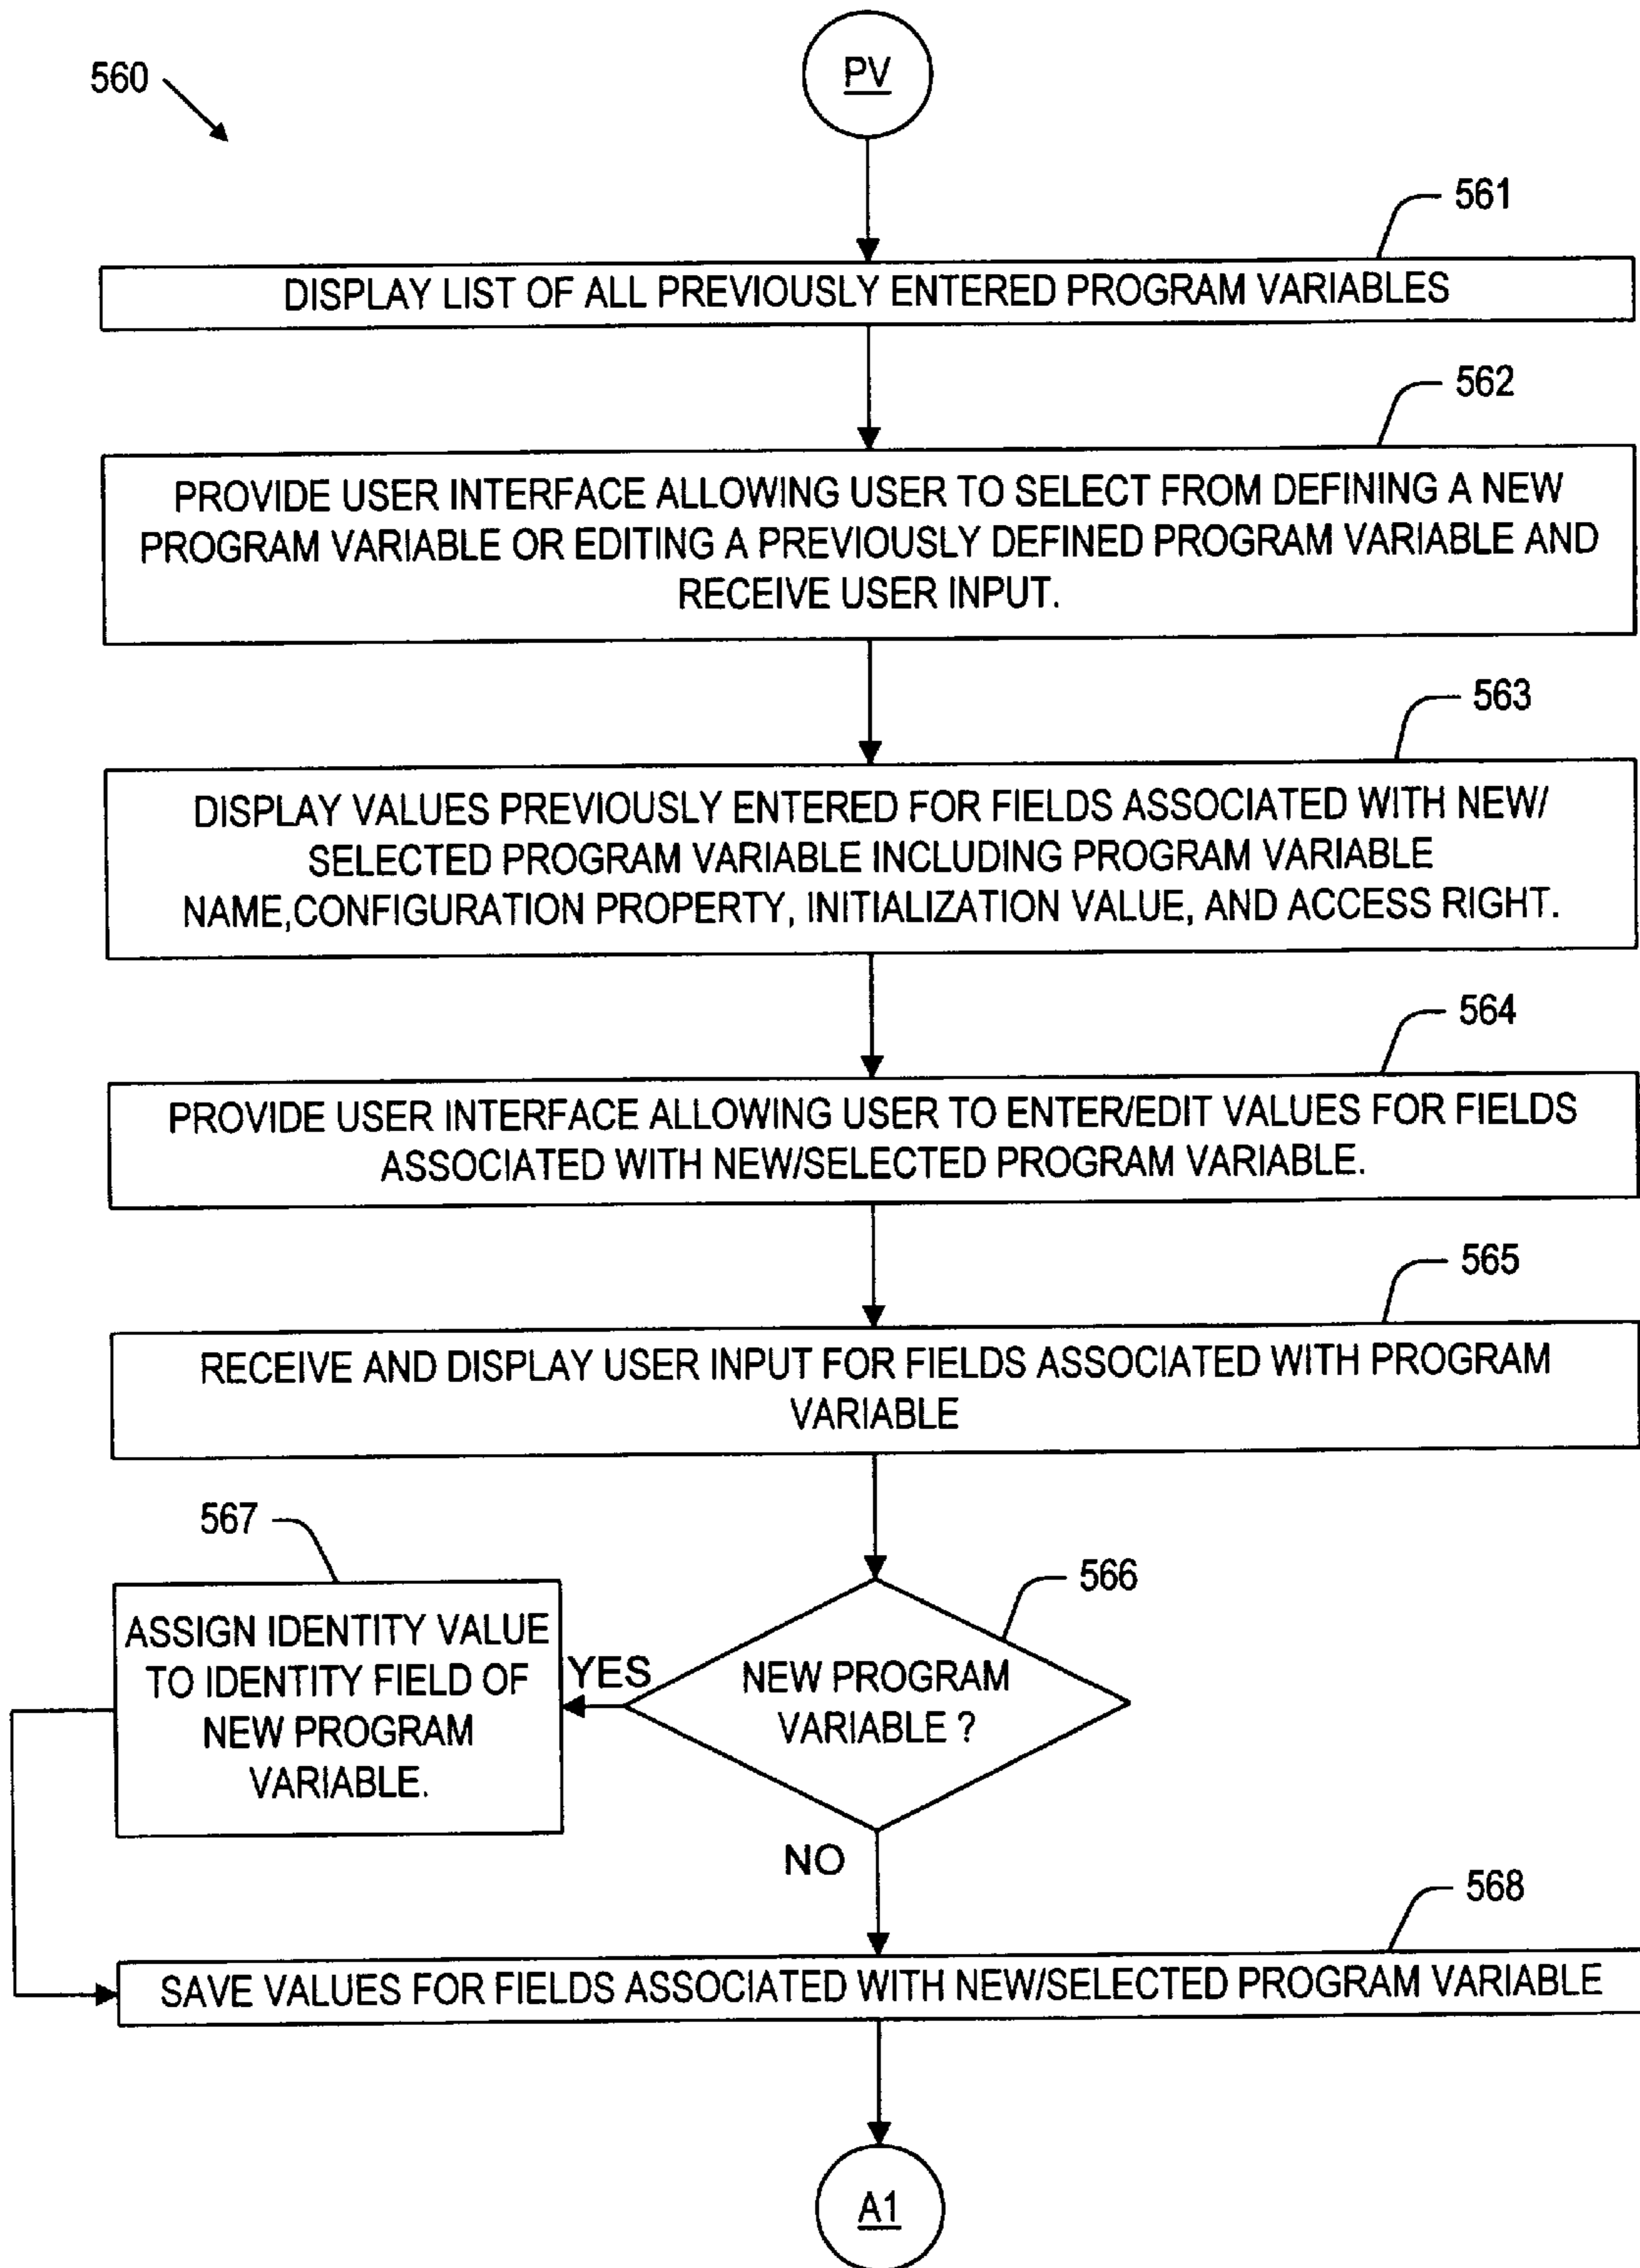 560
PV
561
DISPLAY LIST OF ALL PREVIOUSLY ENTERED PROGRAM VARIABLES
562
PROVIDE USER INTERFACE ALLOWING USER TO SELECT FROM DEFINING A NEW
PROGRAM VARIABLE OR EDITING A PREVIOUSLY DEFINED PROGRAM VARIABLE AND
RECEIVE USER INPUT.
563
DISPLAY VALUES PREVIOUSLY ENTERED FOR FIELDS ASSOCIATED WITH NEW/
SELECTED PROGRAM VARIABLE INCLUDING PROGRAM VARIABLE
NAME,CONFIGURATION PROPERTY, INITIALIZATION VALUE, AND ACCESS RIGHT.
564
PROVIDE USER INTERFACE ALLOWING USER TO ENTER/EDIT VALUES FOR FIELDS
ASSOCIATED WITH NEW/SELECTED PROGRAM VARIABLE.
565
RECEIVE AND DISPLAY USER INPUT FOR FIELDS ASSOCIATED WITH PROGRAM
VARIABLE
566
NEW PROGRAM
VARIABLE ?
YES
567
ASSIGN IDENTITY VALUE
TO IDENTITY FIELD OF
NEW PROGRAM
VARIABLE.
NO
568
SAVE VALUES FOR FIELDS ASSOCIATED WITH NEW/SELECTED PROGRAM VARIABLE
A1